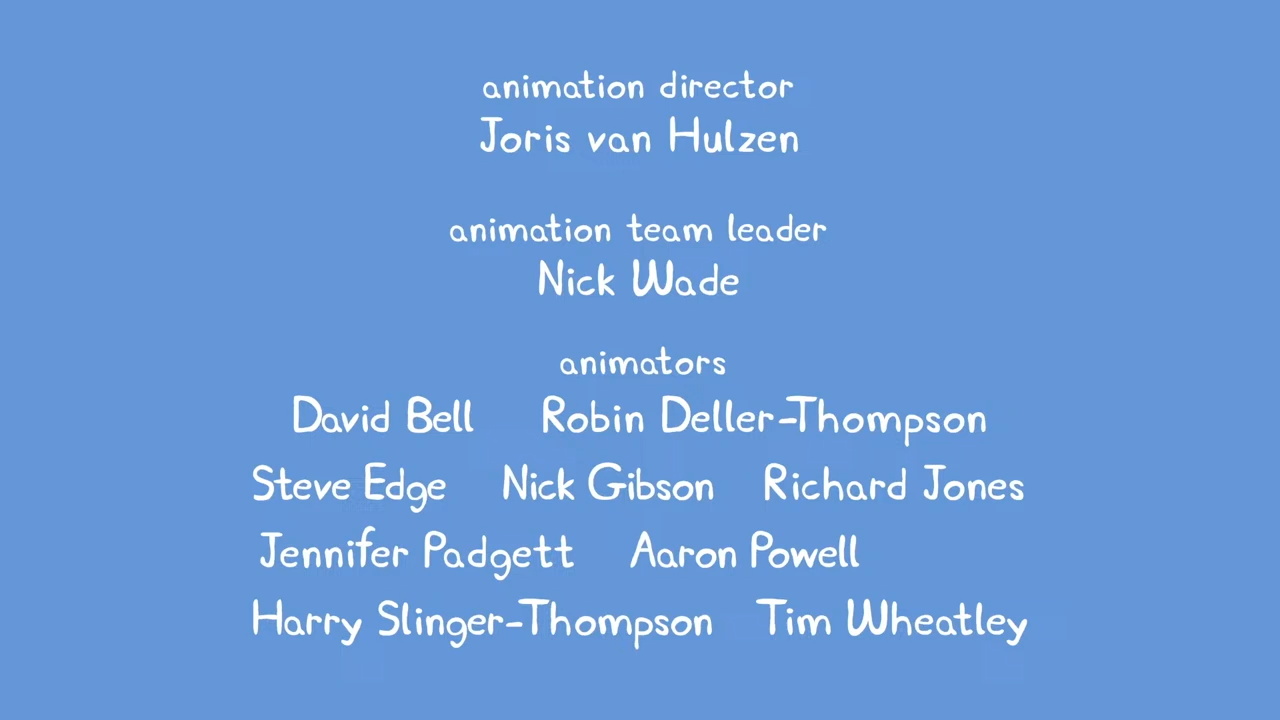 animation director
Joris van Hulzen
animation team leader
Nick Wade
animators
David Bell Robin Deller-Thompson
Steve Edge Nick Gibson Richard Jones
Jennifer Padgett Aaron Powell
Harry Slinger-Thompson Tim Wheatley